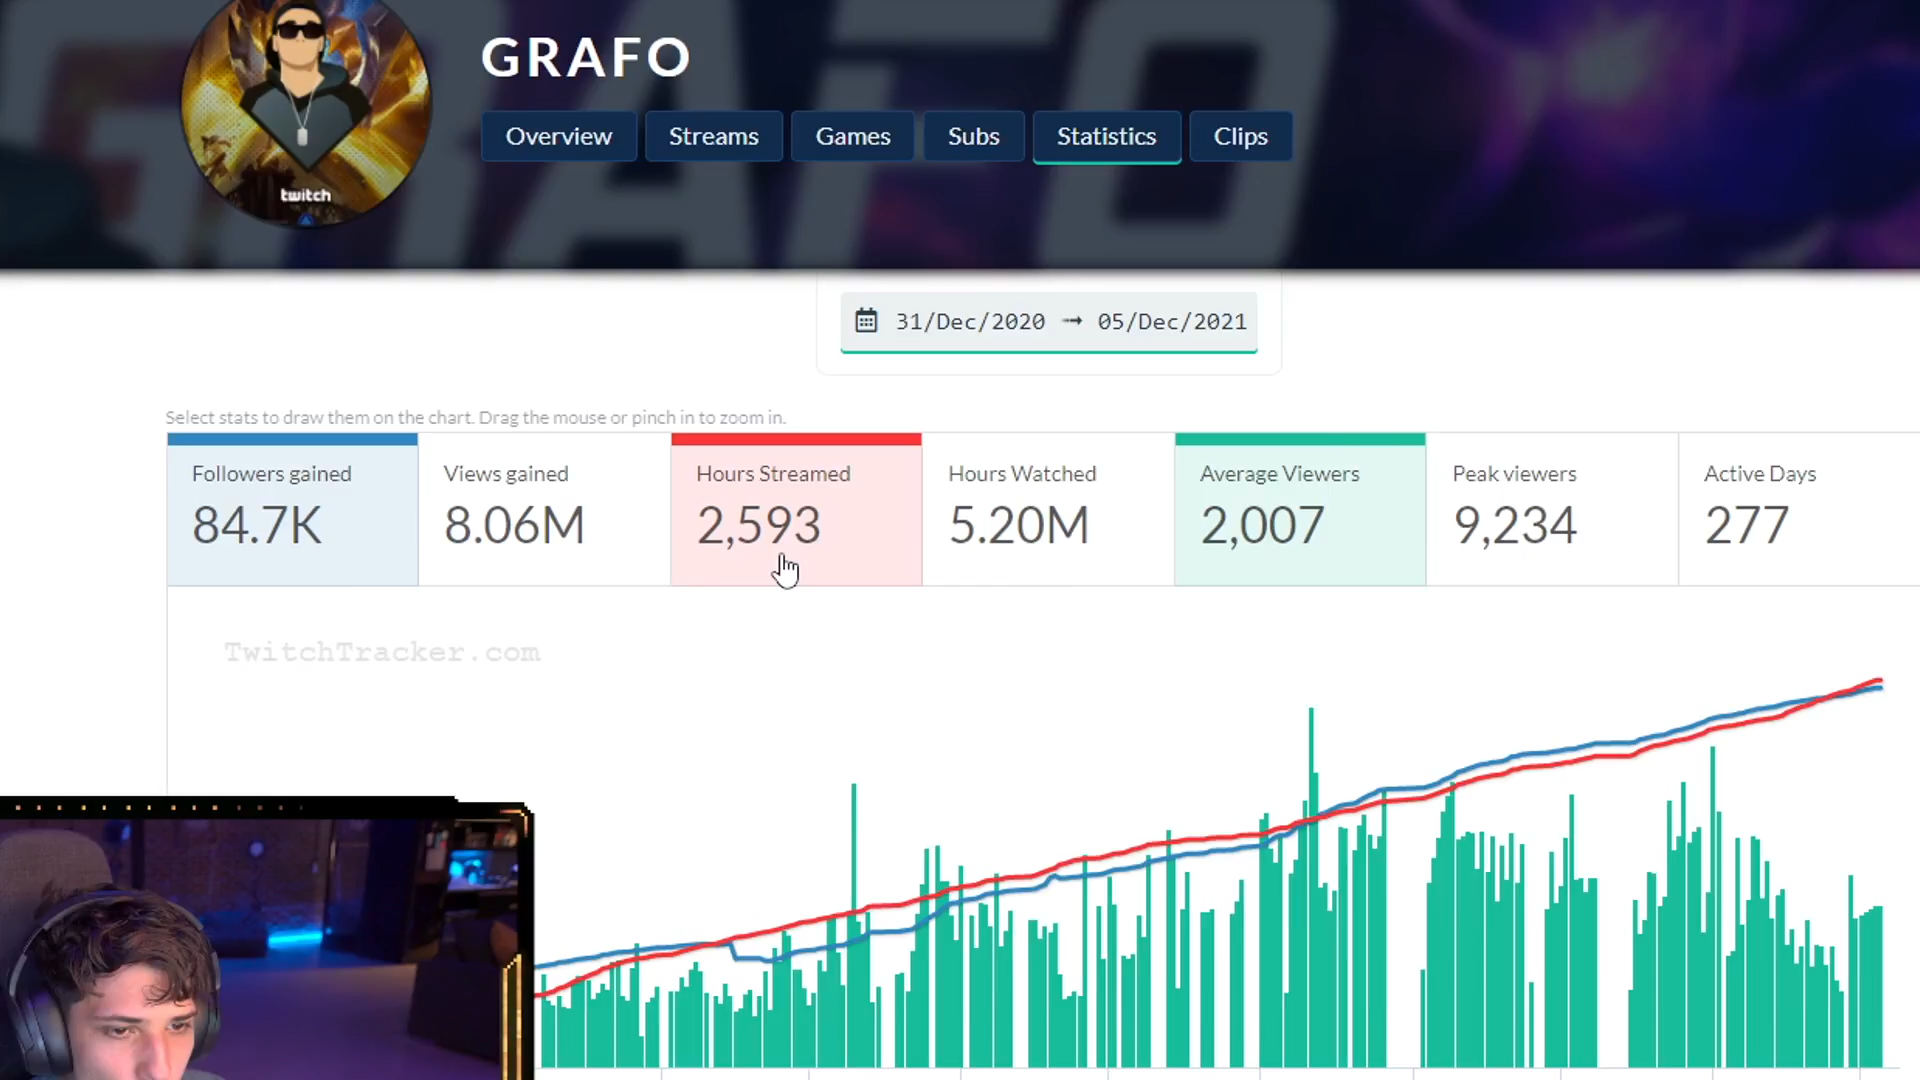 GRAFO
Overview Streams Games Subs Statistics Clips
twitch
31/Dec/2020 → 05/Dec/2021
Select stats to draw them on the chart. Drag the mouse or pinch in to zoom in.
Followers gained Views gained Hours Streamed Hours Watched Average Viewers Peak viewers Active Days
84.7K 8.06M 2,593 5.20M 2,007 9,234 277
TwitchTracker.com